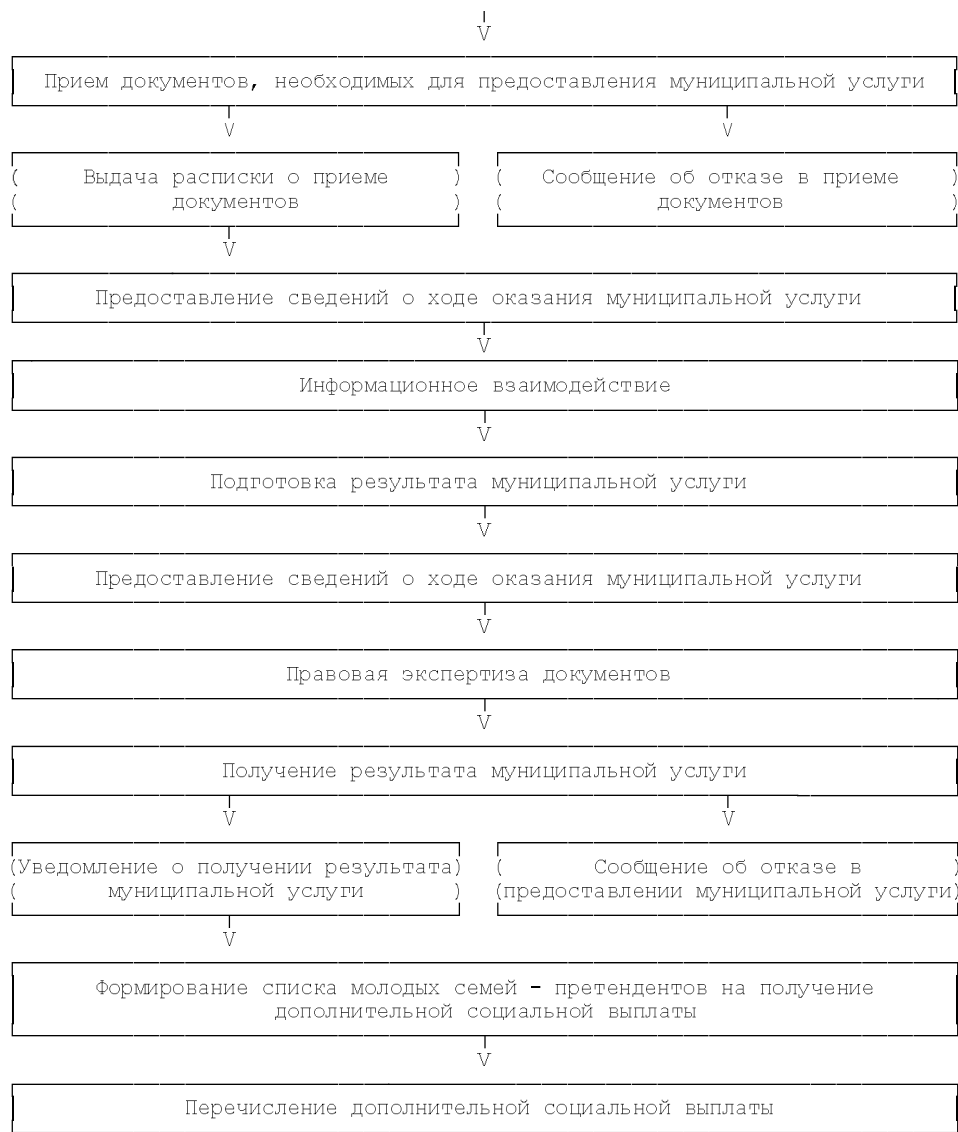 V
Прием документов, необходимых для предоставления муниципальной услуги
V V
Выдача расписки о приеме
документов
Сообщение об отказе в приеме
документов
V
Предоставление сведений о ходе оказания муниципальной услуги
V
Информационное взаимодействие
V
Подготовка результата муниципальной услуги
V
Предоставление сведений о ходе оказания муниципальной услуги
V
Правовая экспертиза документов
V
Получение результата муниципальной услуги
V V
(Уведомление о получении результата)
( муниципальной услуги )
( Сообщение об отказе в )
(предоставлении муниципальной услуги)
V
Формирование списка молодых семей - претендентов на получение
дополнительной социальной выплаты
V
Перечисление дополнительной социальной выплаты